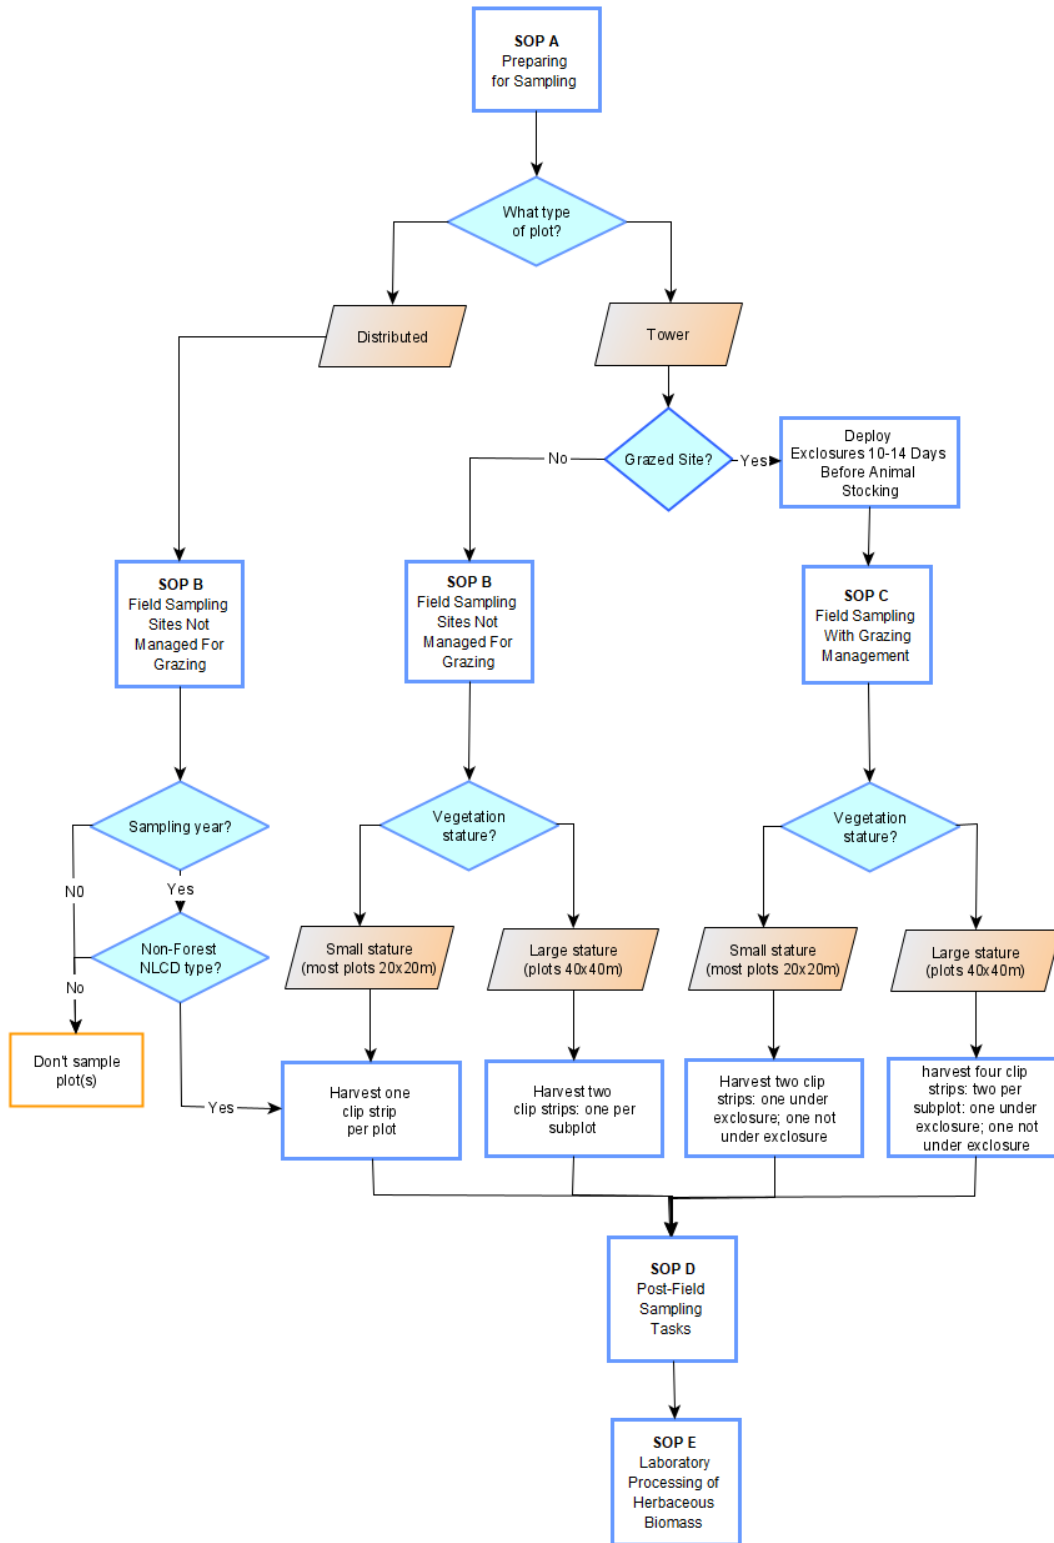 SOP A
Preparing
for Sampling
What type
of plot?
Distributed
Tower
Grazed Site?
No
Yes
Deploy
Exclosures 10-14 Days
Before Animal
Stocking
SOP B
Field Sampling
Sites Not
Managed For
Grazing
SOP B
Field Sampling
Sites Not
Managed For
Grazing
SOP C
Field Sampling
With Grazing
Management
Sampling year?
N0
Yes
Vegetation
stature?
Vegetation
stature?
Non-Forest
NLCD type?
No
Yes
Small stature
(most plots 20x20m)
Large stature
(plots 40x40m)
Small stature
(most plots 20x20m)
Large stature
(plots 40x40m)
Don't sample
plot(s)
Harvest one
clip strip
per plot
Harvest two
clip strips: one per
subplot
Harvest two clip
strips: one under
exclosure; one not
under exclosure
harvest four clip
strips: two per
subplot: one under
exclosure; one not
under exclosure
SOP D
Post-Field
Sampling
Tasks
SOP E
Laboratory
Processing of
Herbaceous
Biomass